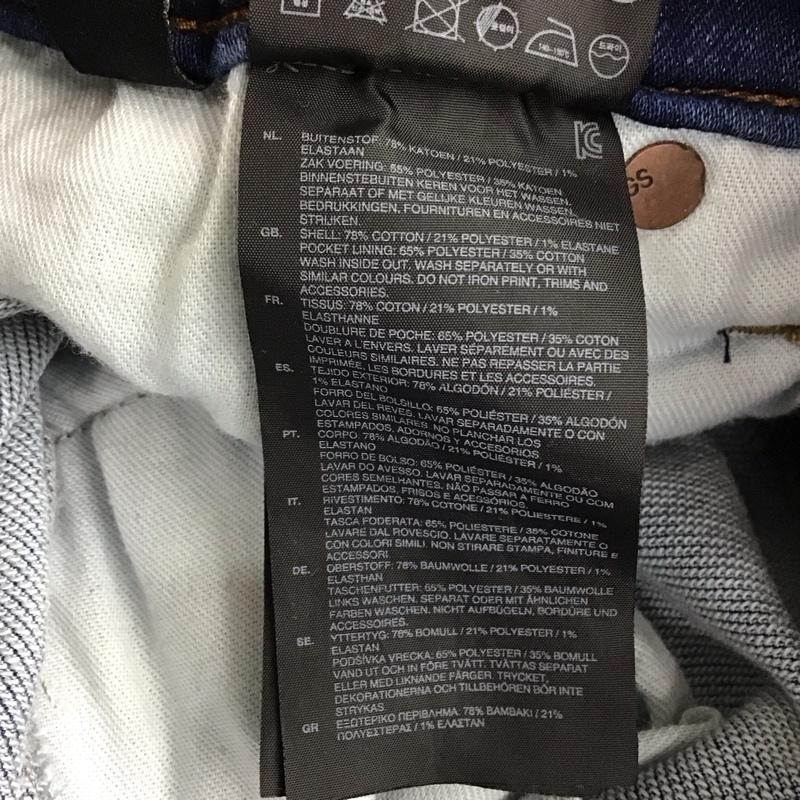 140~160°C
드라이
GS
NL. BUITENSTOF: 78% KATOEN / 21% POLYESTER / 1%
ELASTAAN
ZAK VOERING: 65% POLYESTER / 35% KATOEN
BINNENSTEBUITEN KEREN VOOR HET WASSEN.
SEPARAAT OF MET GELIJKE KLEUREN WASSEN.
BEDRUKKINGEN. FOURNITUREN EN ACCESSOIRES NIET
STRIJKEN.
GB. SHELL: 78% COTTON / 21% POLYESTER / 1% ELASTANE
POCKET LINING: 65% POLYESTER / 35% COTTON
WASH INSIDE OUT. WASH SEPARATELY OR WITH
SIMILAR COLOURS. DO NOT IRON PRINT, TRIMS AND
ACCESSORIES.
FR. TISSUS: 78% COTON / 21% POLYESTER / 1%
ELASTHANNE
DOUBLURE DE POCHE: 65% POLYESTER / 35% COTON
LAVER A L'ENVERS. LAVER SÉPAREMENT OU AVEC DES
COULEURS SIMILAIRES. NE PAS REPASSER LA PARTIE
IMPRIMÉE. LES BORDURES ET LES ACCESSOIRES.
ES. TEJIDO EXTERIOR: 78% ALGODÓN / 21% POLIÉSTER /
1% ELASTANO
FORRO DEL BOLSILLO: 65% POLIÉSTER / 35% ALGODÓN
LAVAR DEL REVES. LAVAR SEPARADAMENTE O CON
COLORES SIMILARES. NO PLANCHAR LOS
ESTAMPADOS. ADORNOS Y ACCESORIOS.
PT. CORPO: 78% ALGODÃO / 21% POLIÉSTER / 1%
ELASTANO
FORRO DE BOLSO: 65% POLIÉSTER / 35% ALGODÃO
LAVAR DO AVESSO. LAVAR SEPARADAMENTE OU COM
CORES SEMELHANTES. NÃO PASSAR A FERRO
ESTAMPADOS, FRISOS E ACESSÓRIOS.
IT. RIVESTIMENTO: 78% COTONE / 21% POLIESTERE / 1%
ELASTAN
TASCA FODERATA: 65% POLIESTERE / 35% COTONE
LAVARE DAL ROVESCIO. LAVARE SEPARATAMENTE O
CON COLORI SIMILI. NON STIRARE STAMPA, FINITURE E
ACCESSORI
DE. OBERSTOFF: 78% BAUMWOLLE / 21% POLYESTER / 1%
ELASTHAN
TASCHENFUTTER: 65% POLYESTER / 35% BAUMWOLLE
LINKS WASCHEN. SEPARAT ODER MIT ÄHNLICHEN
FARBEN WASCHEN. NICHT AUFBÜGELN, BORDÜRE UND
ACCESSOIRES.
SE. YTTERTYG: 78% BOMULL / 21% POLYESTER / 1%
ELASTAN
PODŠÍVKA VRECKA: 65% POLYESTER / 35% BOMULL
VAND UT OCH IN FÖRE TVÄTT. TVÄTTAS SEPARAT
ELLER MED LIKNANDE FÄRGER. TRYCKET,
DEKORATIONERNA OCH TILLBEHÖREN BÖR INTE
STRYKAS.
GR ΕΞΩΤΕΡΙΚΟ ΠΕΡΙΒΛΗΜΑ: 78% ΒΑΜΒΑΚΙ / 21%
ΠΟΛΥΕΣΤΕΡΑΣ / 1% ΕΛΑΣΤΑΝ